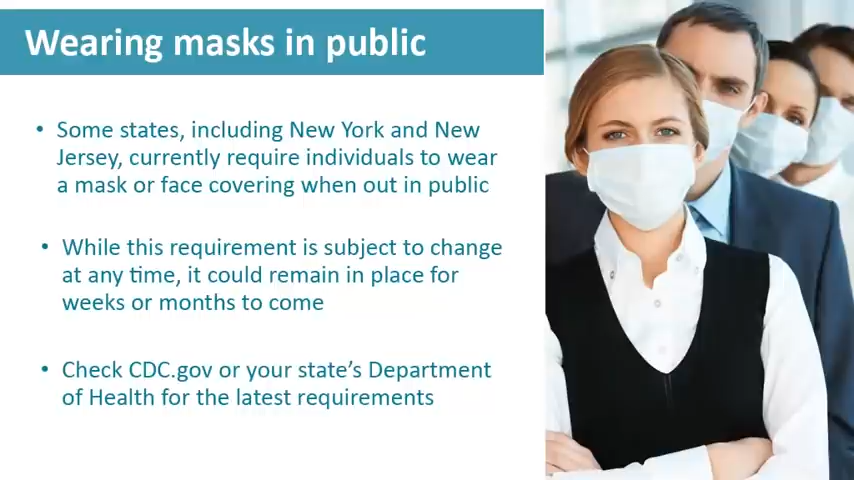 Wearing masks in public
• Some states, including New York and New
Jersey, currently require individuals to wear
a mask or face covering when out in public
• While this requirement is subject to change
at any time, it could remain in place for
weeks or months to come
• Check CDC.gov or your state’s Department
of Health for the latest requirements